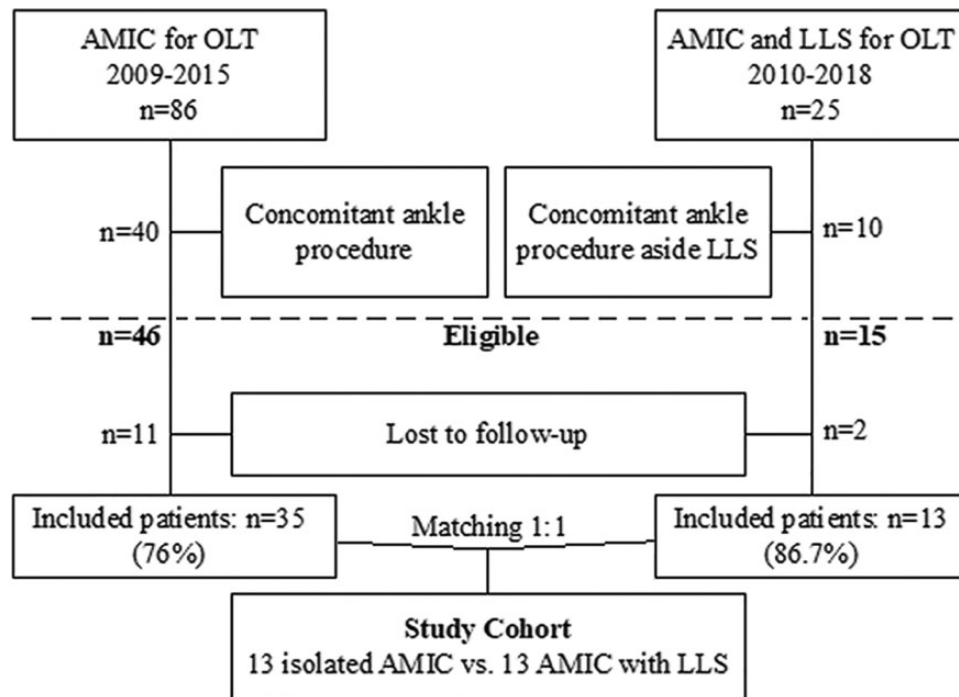 AMIC for OLT
2009-2015
n=86
AMIC and LLS for OLT
2010-2018
n=25
n=40
Concomitant ankle
procedure
Concomitant ankle
procedure aside LLS
n=10
n=46
Eligible
n=15
n=11
Lost to follow-up
n=2
Included patients: n=35
(76%)
Matching 1:1
Included patients: n=13
(86.7%)
Study Cohort
13 isolated AMIC vs. 13 AMIC with LLS